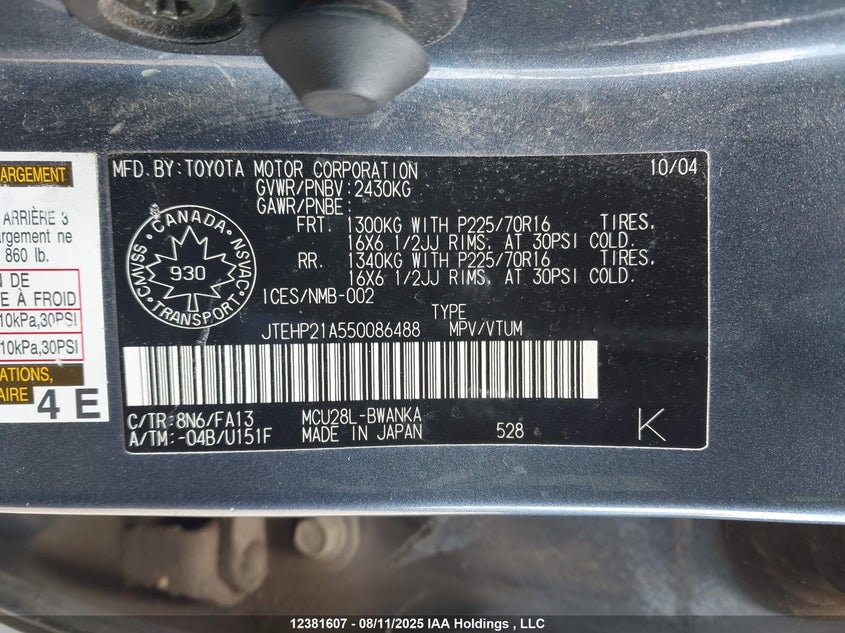 ARGEMENT
ARRIÈRE 3
argement ne
860 lb.
N DE
E À FROID
10kPa,30PSI
10kPa,30PSI
ATIONS,
AIRE
4 E
MFD. BY: TOYOTA MOTOR CORPORATION 10/04
GVWR/PNBV: 2430KG
GAWR/PNBE:
FRT. 1300KG WITH P225/70R16 TIRES,
16X6 1/2JJ RIMS, AT 30PSI COLD.
RR. 1340KG WITH P225/70R16 TIRES,
16X6 1/2JJ RIMS, AT 30PSI COLD.
CANADA
CMVSS NSVAC
930
TRANSPORT
ICES/NMB-002
TYPE
JTEHP21A550086488 MPV/VTUM
C/TR: 8N6/FA13 MCU28L-BWANKA
A/TM: -04B/U151F MADE IN JAPAN 528 K
12381607 - 08/11/2025 IAA Holdings , LLC